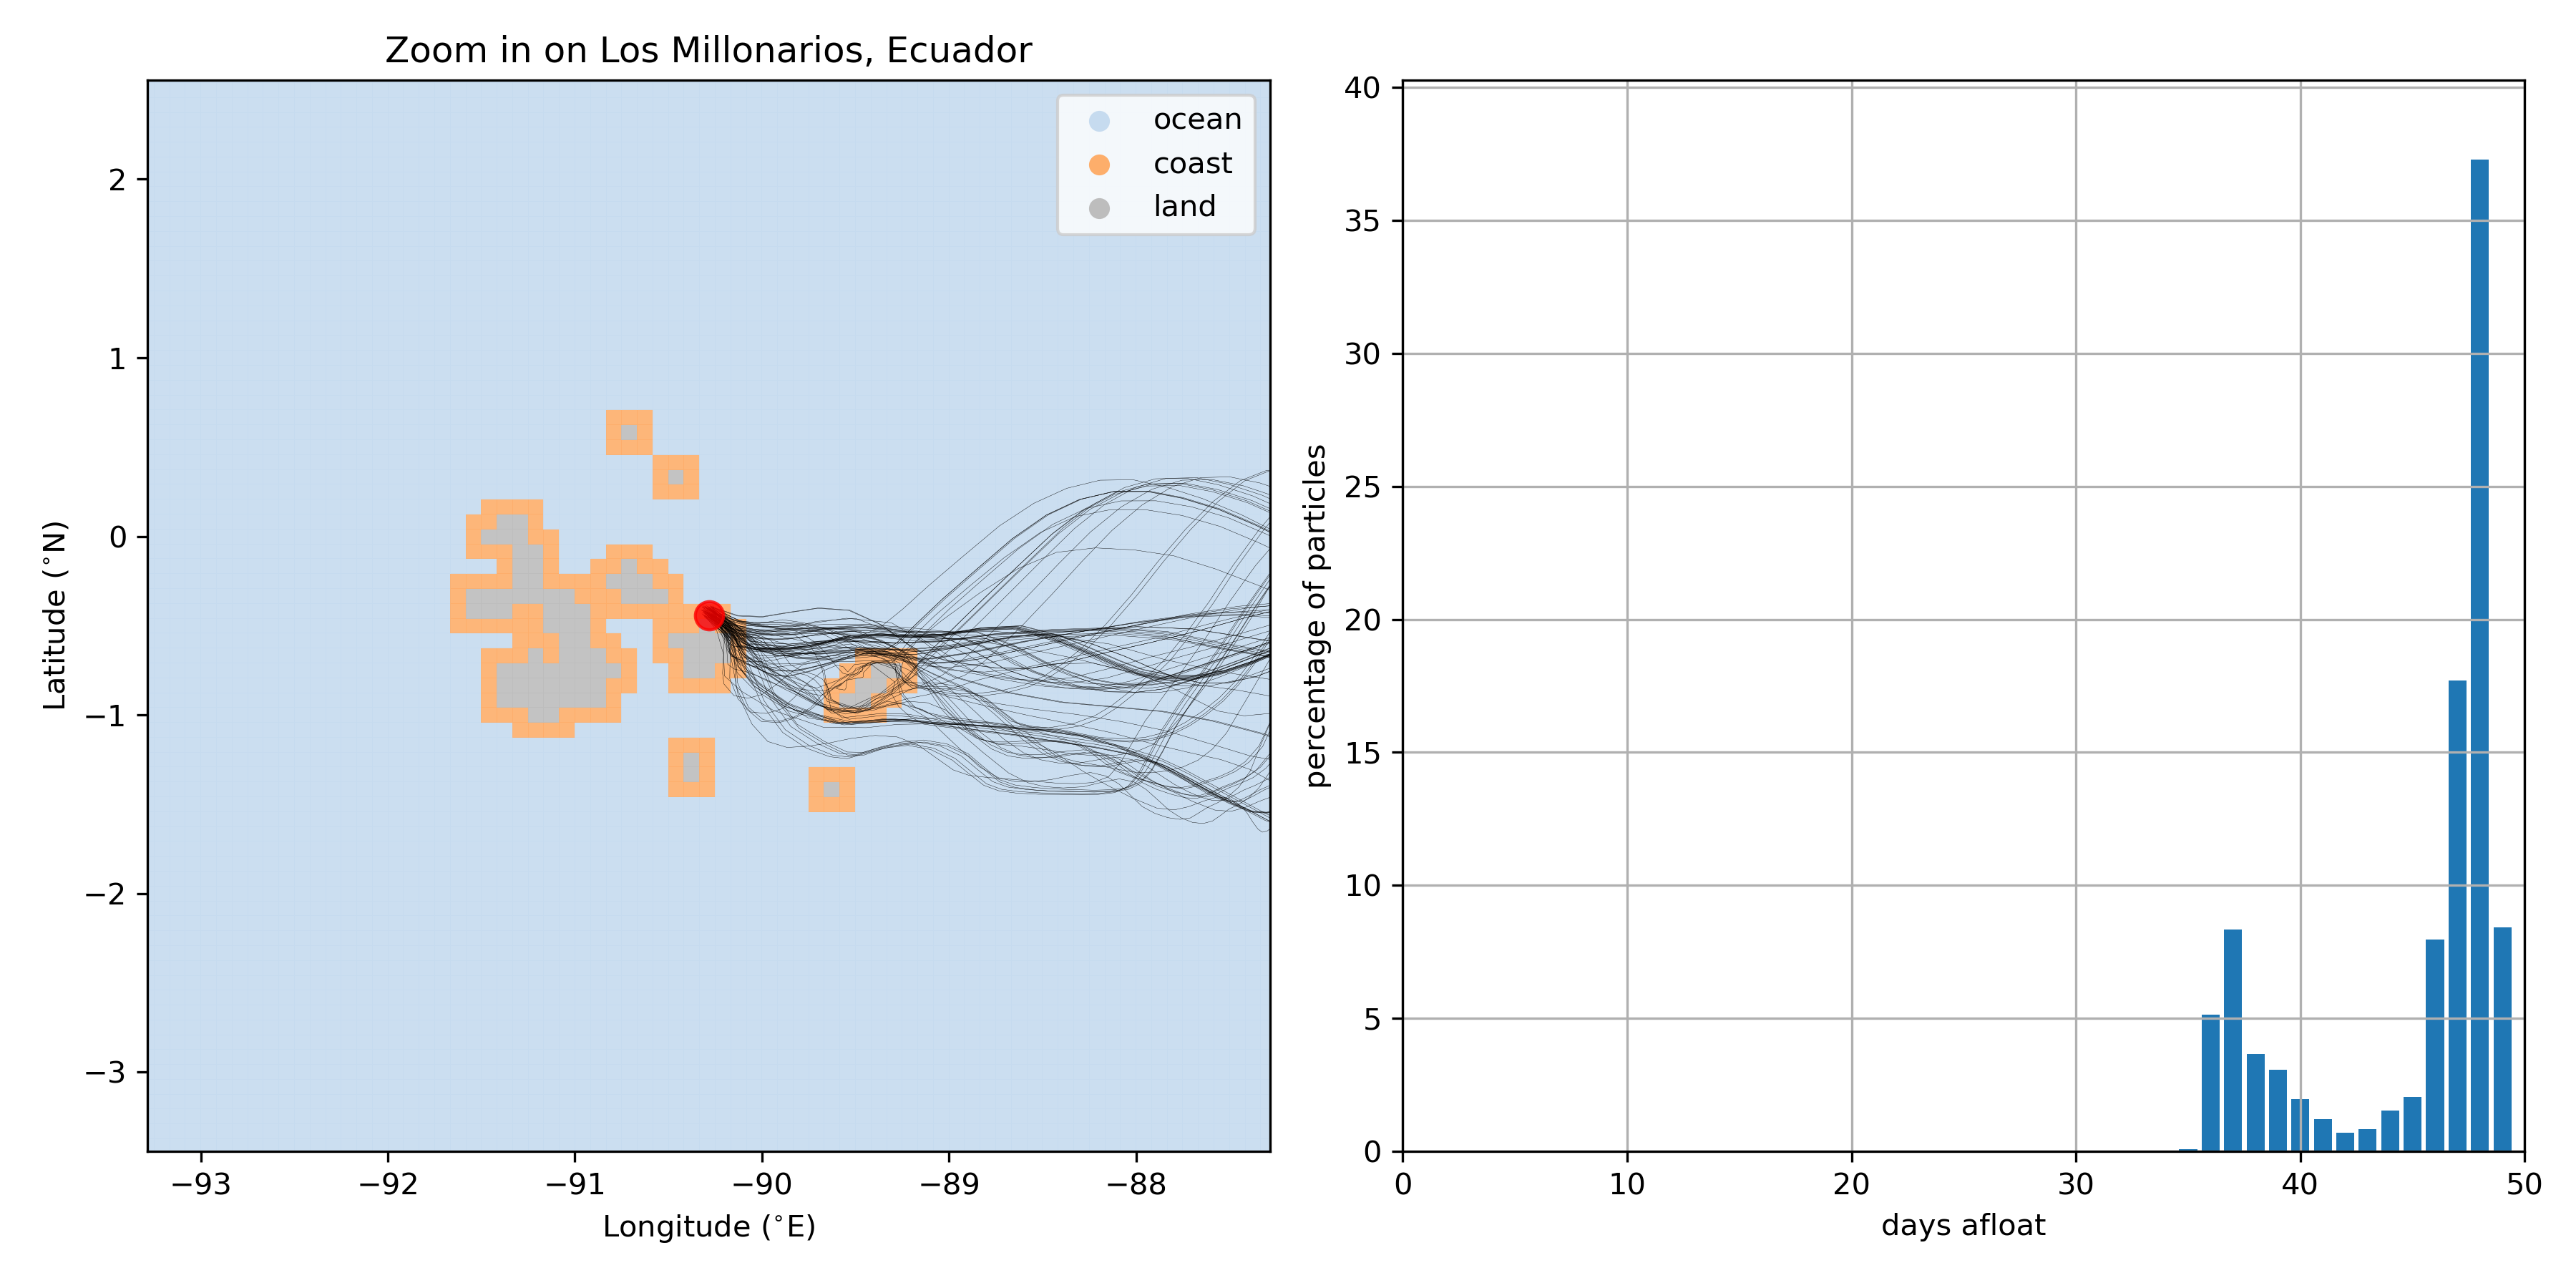 Zoom in on Los Millonarios, Ecuador
ocean
coast
land
2
1
0
−1
−2
−3
Latitude (°N)
−93 −92 −91 −90 −89 −88
Longitude (°E)
40
35
30
25
20
15
10
5
0
percentage of particles
0 10 20 30 40 50
days afloat